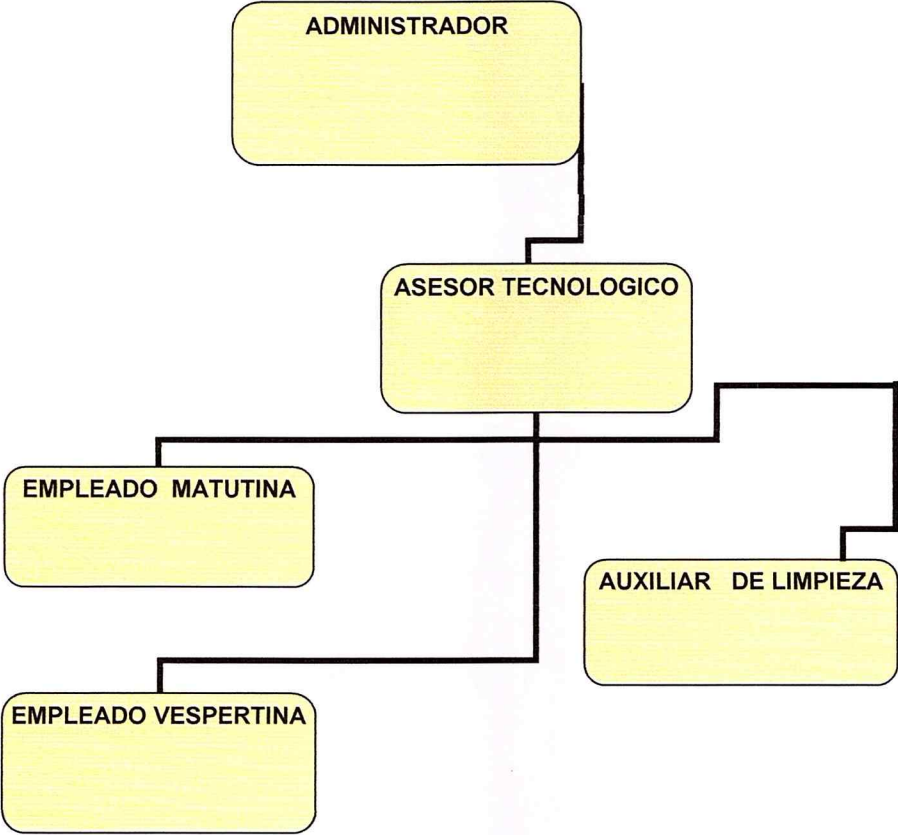 ADMINISTRADOR
ASESOR TECNOLOGICO
EMPLEADO MATUTINA
AUXILIAR DE LIMPIEZA
EMPLEADO VESPERTINA